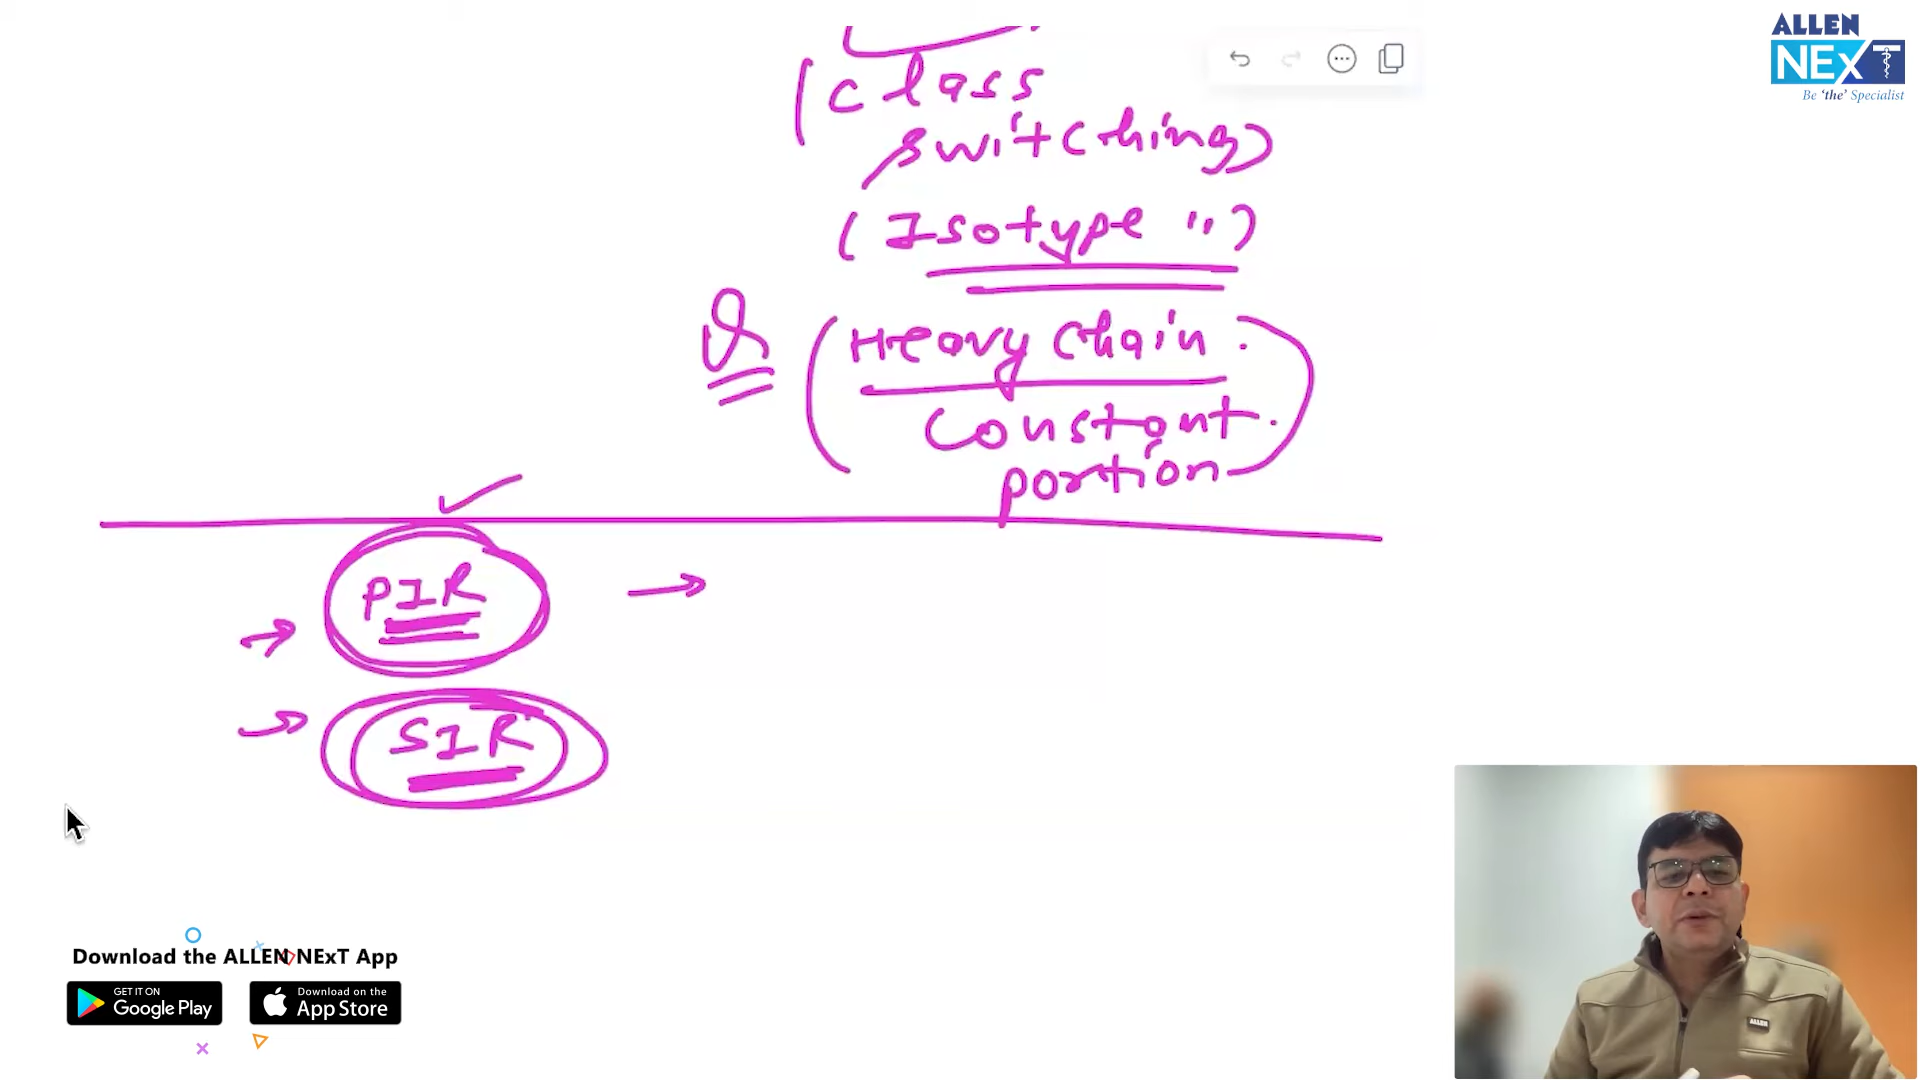 ALLEN
NExT
Be 'the' Specialist
(class
switching)
(Isotype ")
Q (Heavy chain
constant
portion)
PIR
SIR
Download the ALLEN NExT App
GET IT ON
Google Play
Download on the
App Store
ALLEN